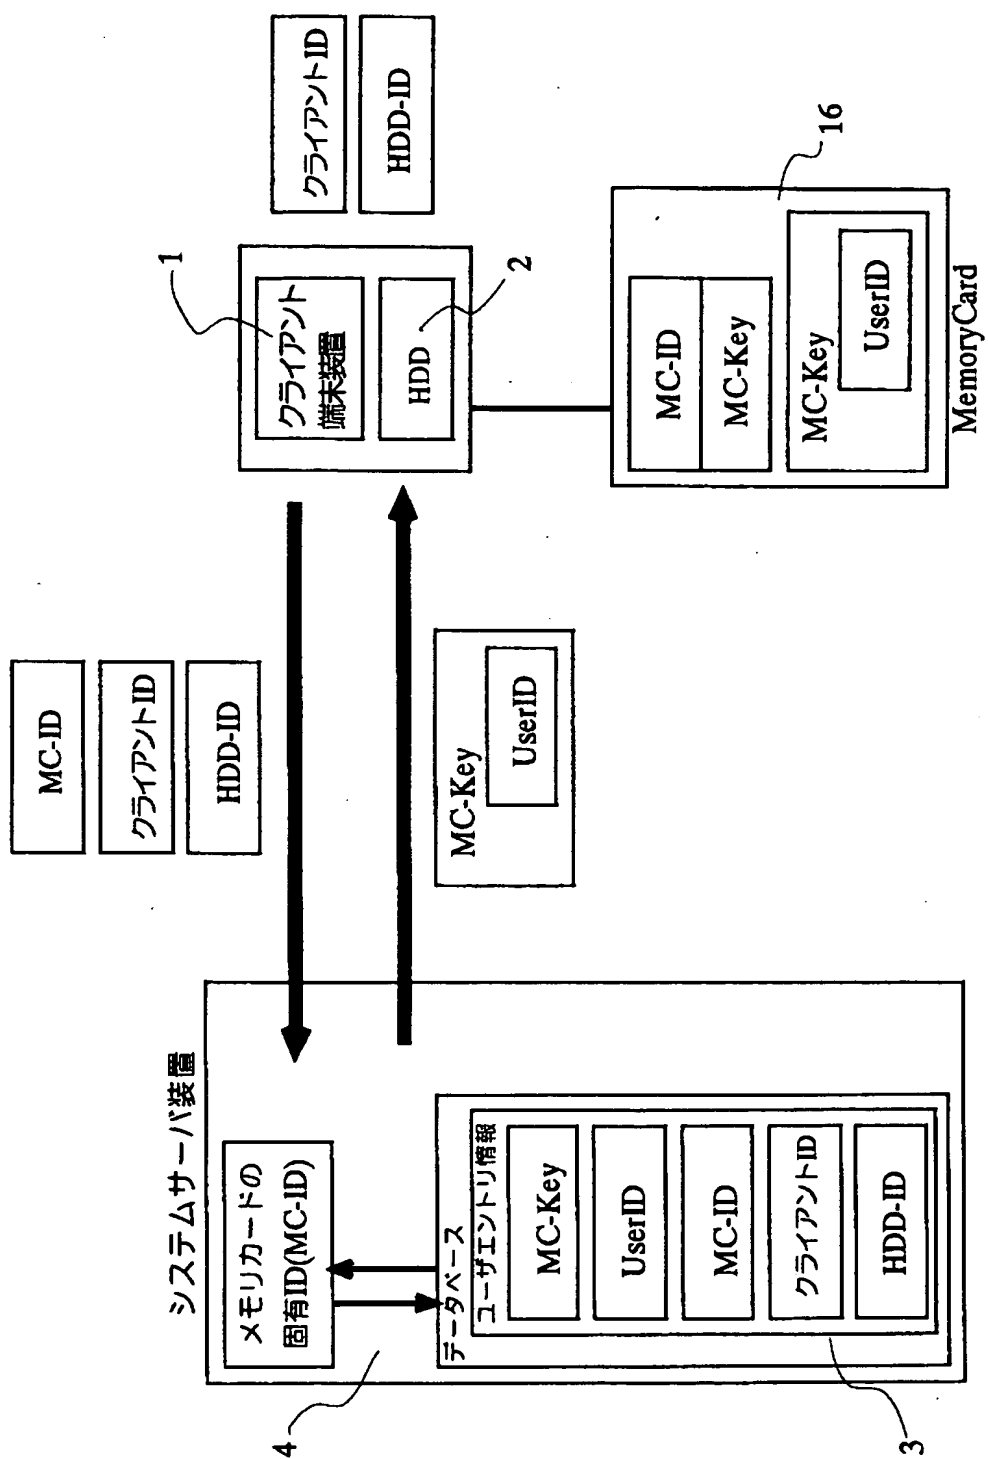 システムサーバ装置
メモリカードの
固有ID(MC-ID)
4
データベース
ユーザエントリ情報
MC-Key
UserID
MC-ID
クライアントID
HDD-ID
3
MC-ID
クライアントID
HDD-ID
MC-Key
UserID
1
クライアント
端末装置
HDD
2
クライアントID
HDD-ID
16
MC-ID
MC-Key
MC-Key
UserID
MemoryCard